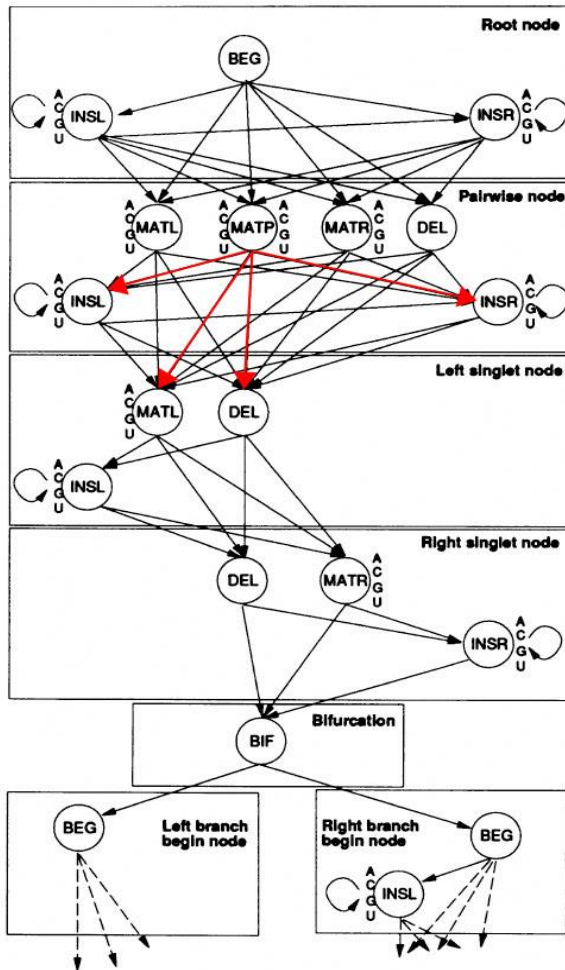 Root node
BEG
A C G U INSL
INSR A C G U
Pairwise node
A C G U MATL
A C G U MATP A C G U
MATR A C G U
DEL
A C G U INSL
INSR A C G U
Left singlet node
A C G U MATL
DEL
A C G U INSL
Right singlet node
DEL
MATR A C G U
INSR A C G U
Bifurcation
BIF
BEG
Left branch
begin node
Right branch
begin node
BEG
A C G U INSL